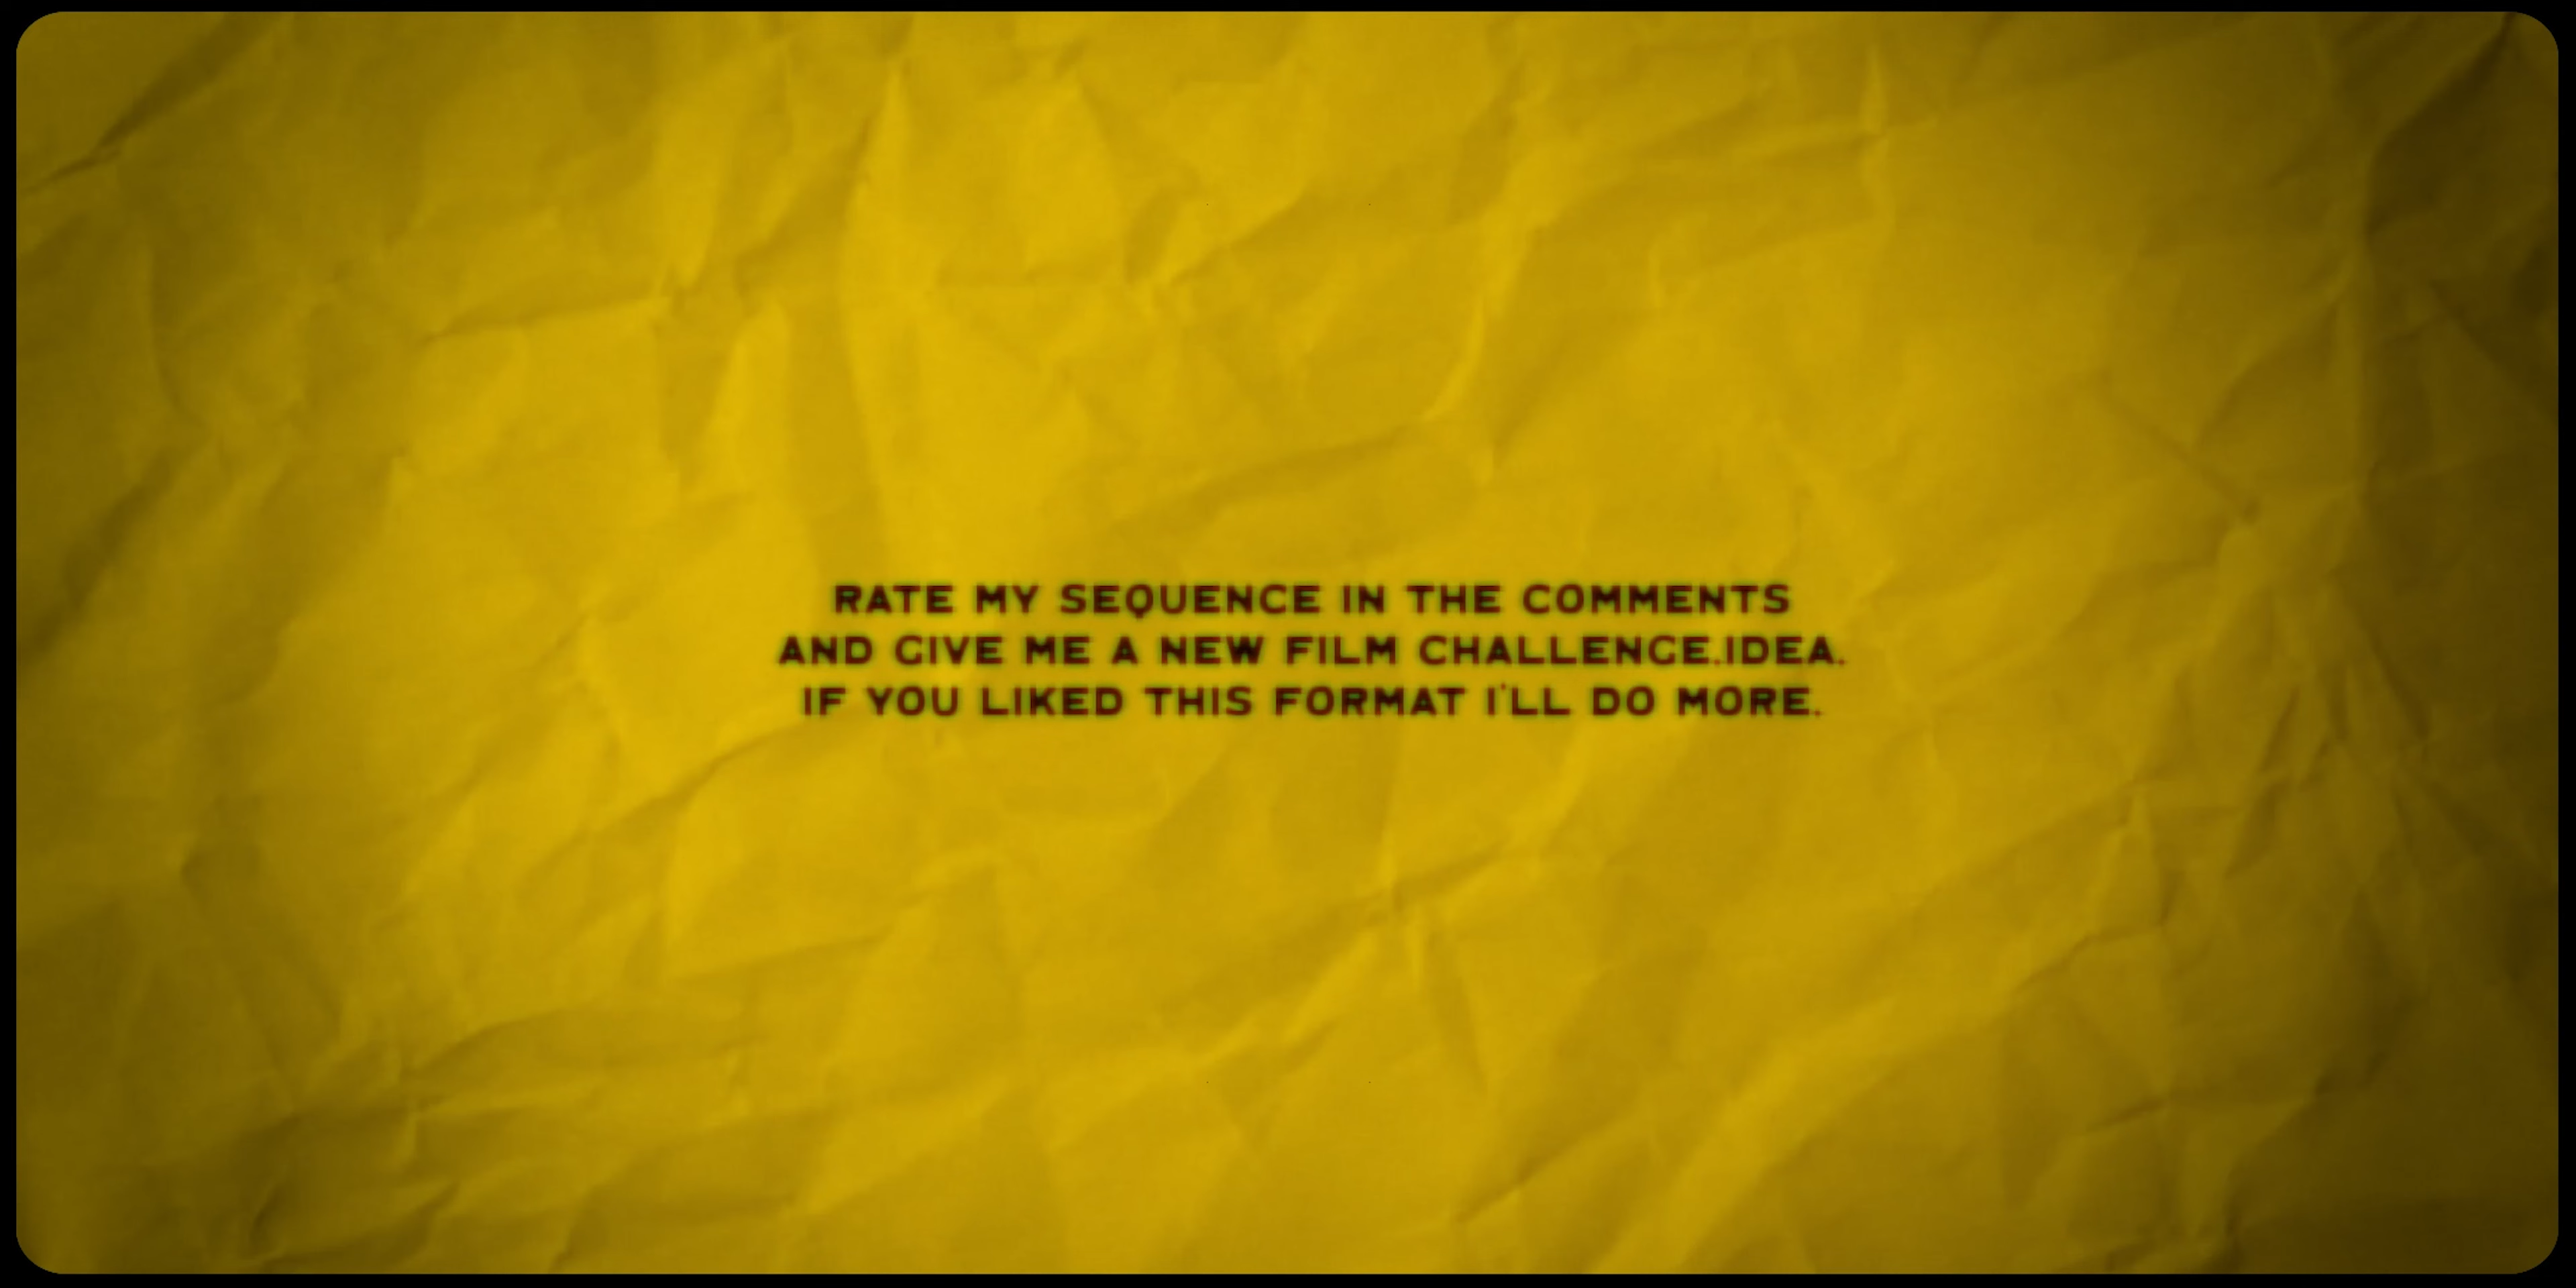 RATE MY SEQUENCE IN THE COMMENTS
AND GIVE ME A NEW FILM CHALLENGE.IDEA.
IF YOU LIKED THIS FORMAT I'LL DO MORE.